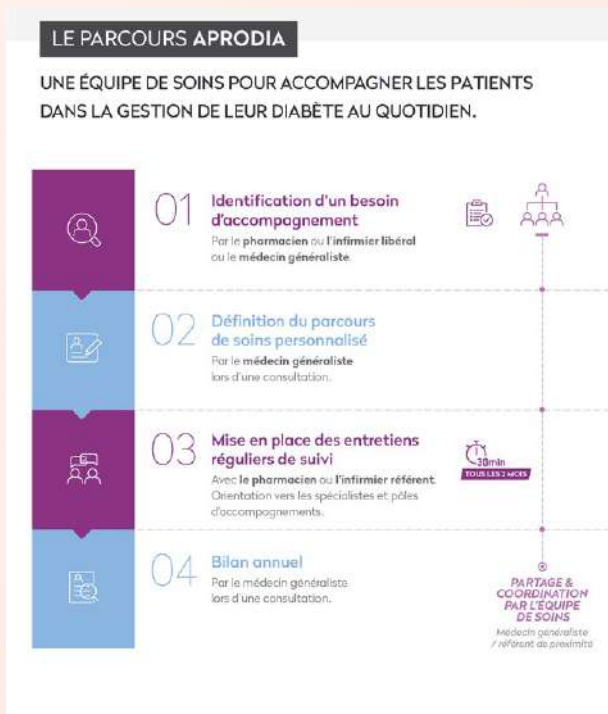 LE PARCOURS APRODIA
UNE ÉQUIPE DE SOINS POUR ACCOMPAGNER LES PATIENTS
DANS LA GESTION DE LEUR DIABÈTE AU QUOTIDIEN.
01
Identification d'un besoin
d'accompagnement
Par le pharmacien ou l'infirmier libéral
ou le médecin généraliste.
02
Définition du parcours
de soins personnalisé
Par le médecin généraliste
lors d'une consultation.
03
Mise en place des entretiens
réguliers de suivi
Avec le pharmacien ou l'infirmier référent.
Orientation vers les spécialistes et pôles
d'accompagnements.
30min
TOUS LES 2 MOIS
04
Bilan annuel
Par le médecin généraliste
lors d'une consultation.
PARTAGE &
COORDINATION
PAR L'ÉQUIPE
DE SOINS
Médecin généraliste
/ référent de proximité